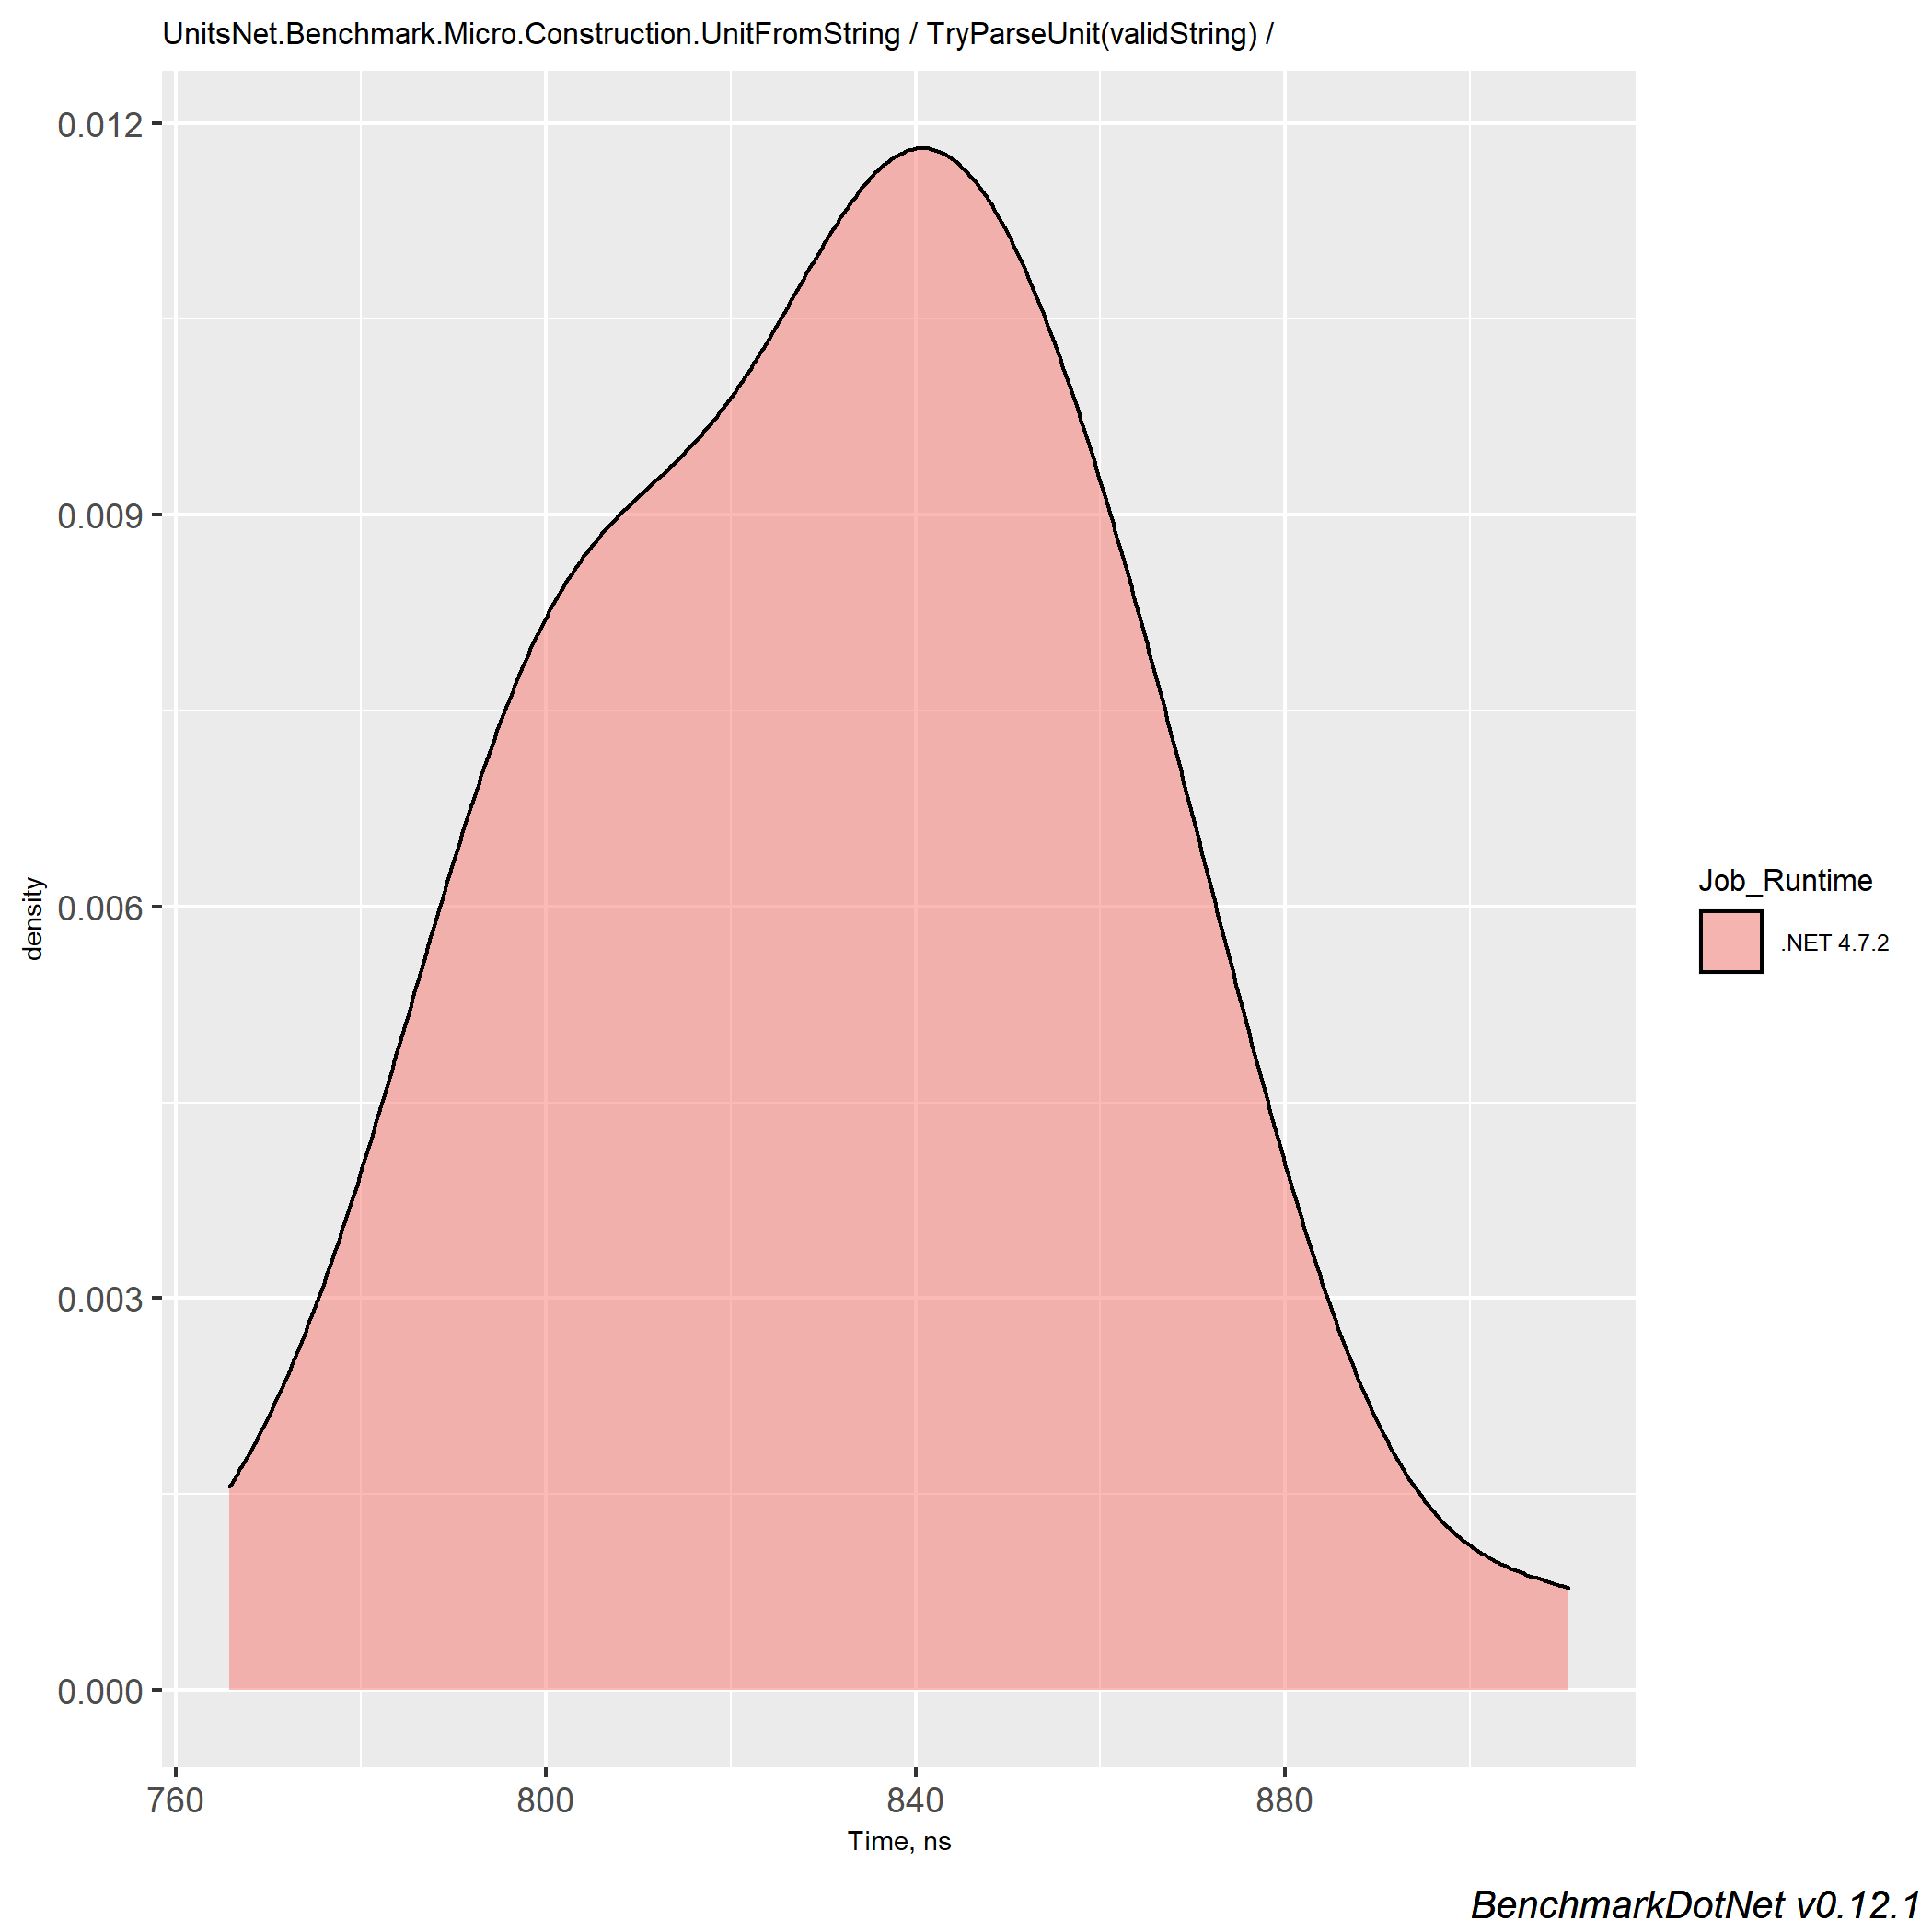 UnitsNet.Benchmark.Micro.Construction.UnitFromString / TryParseUnit(validString) /
0.012
0.009
0.006
0.003
0.000
density
760 800 840 880
Time, ns
Job_Runtime
.NET 4.7.2
BenchmarkDotNet v0.12.1